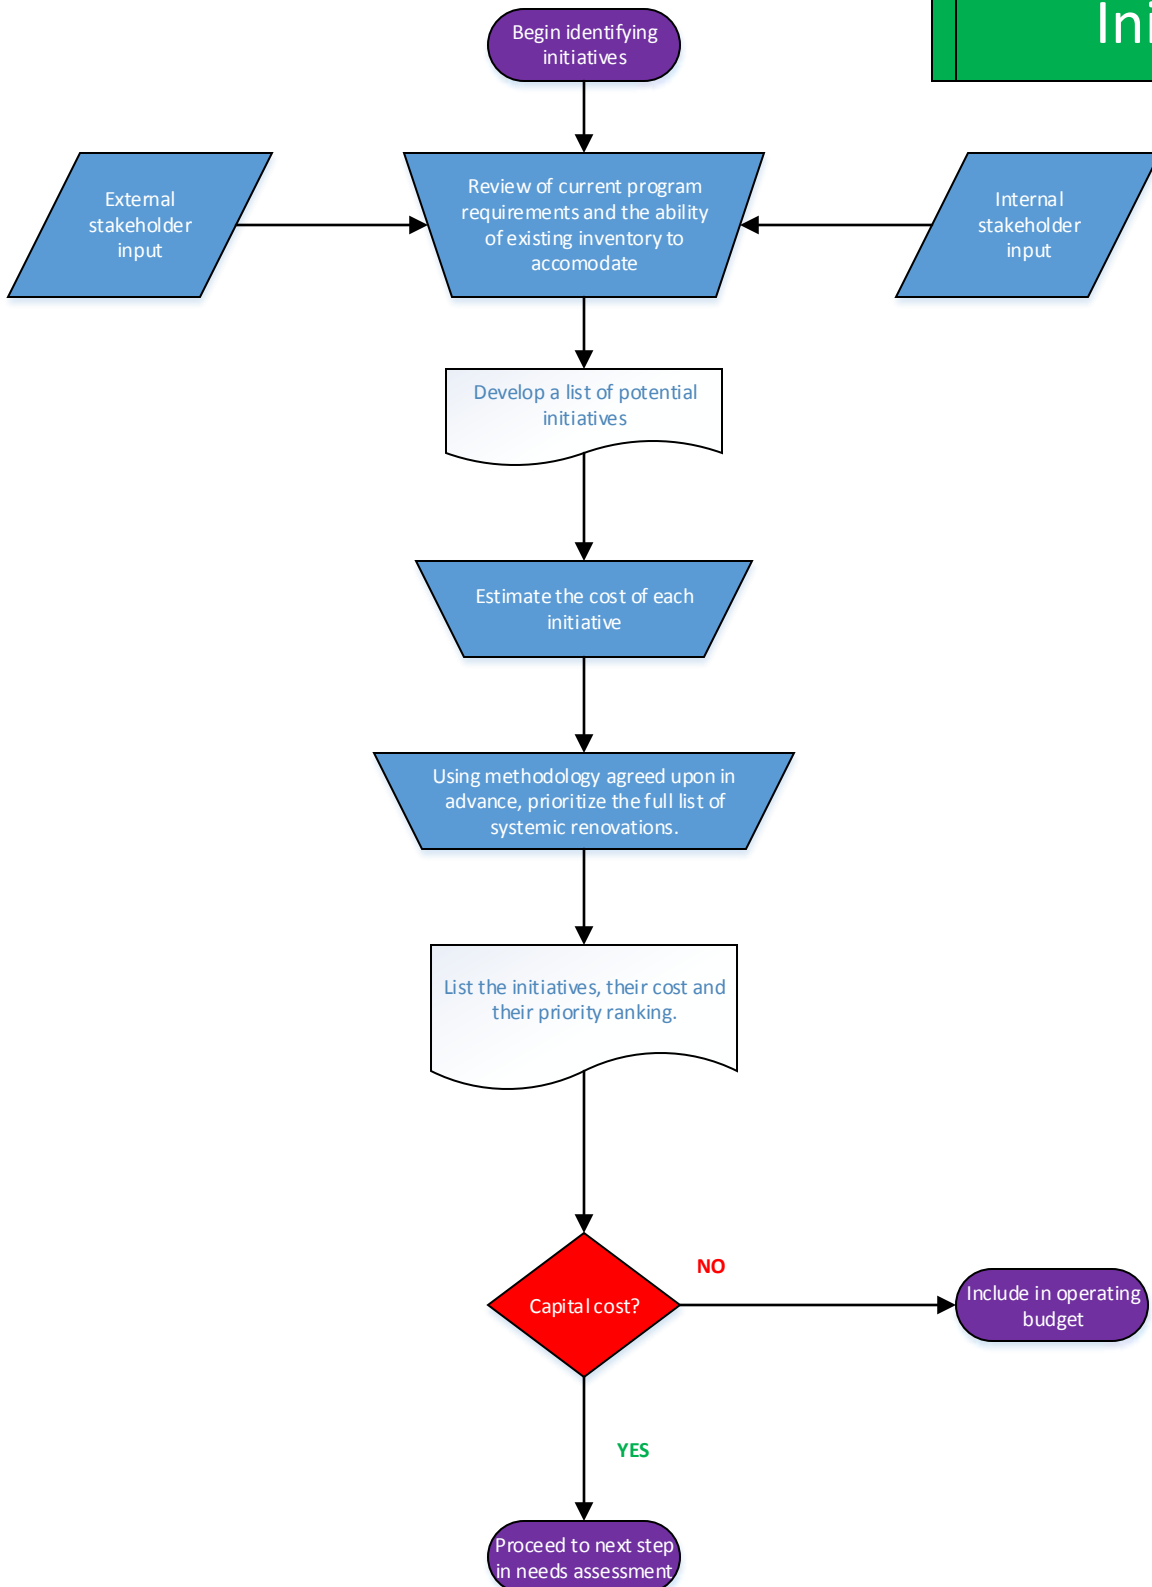 Begin identifying
initiatives
Ini
External
stakeholder
input
Review of current program
requirements and the ability
of existing inventory to
accomodate
Internal
stakeholder
input
Develop a list of potential
initiatives
Estimate the cost of each
initiative
Using methodology agreed upon in
advance, prioritize the full list of
systemic renovations.
List the initiatives, their cost and
their priority ranking.
Capital cost?
NO
Include in operating
budget
YES
Proceed to next step
in needs assessment